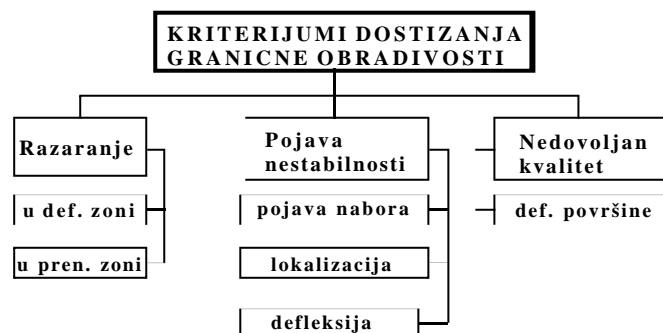 KRITERIJUMI DOSTIZANJA
GRANICNE OBRADIVOSTI
Razaranje
u def. zoni
u pren. zoni
Pojava
nestabilnosti
pojava nabora
lokalizacija
defleksija
Nedovoljan
kvalitet
def. površine